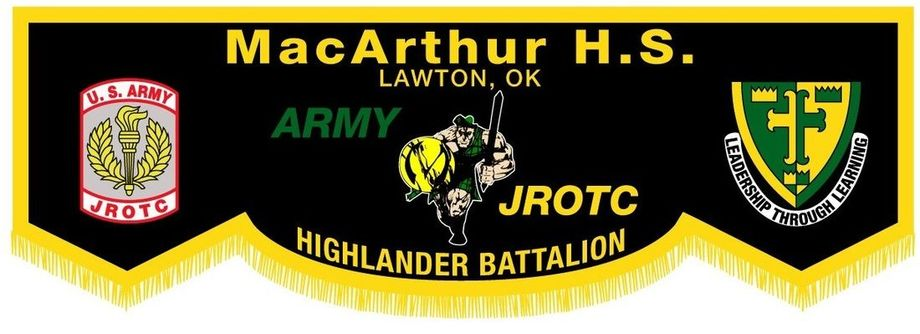 MacArthur H.S.
LAWTON, OK
U. S. ARMY
JROTC
ARMY
JROTC
HIGHLANDER BATTALION
LEADERSHIP THROUGH LEARNING